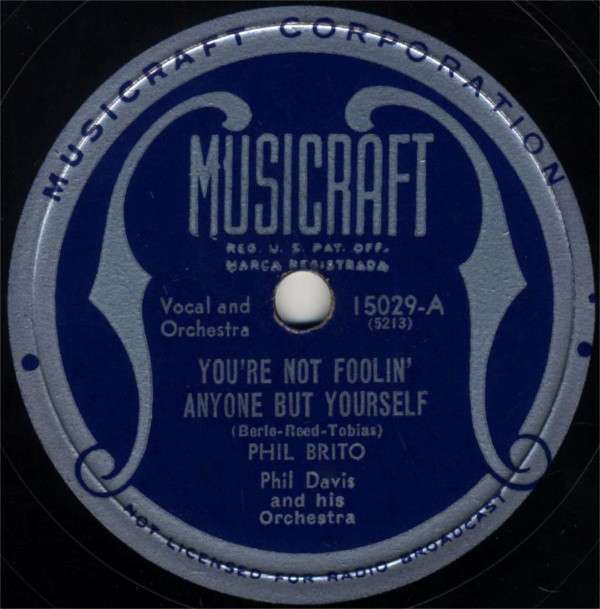 MUSICRAFT CORPORATION
MUSICRAFT
REG. U. S. PAT. OFF.
MARCA REGISTRADA
Vocal and
Orchestra
15029-A
(5213)
YOU'RE NOT FOOLIN'
ANYONE BUT YOURSELF
(Berle-Reed-Tobias)
PHIL BRITO
Phil Davis
and his
Orchestra
NOT LICENSED FOR RADIO BROADCAST